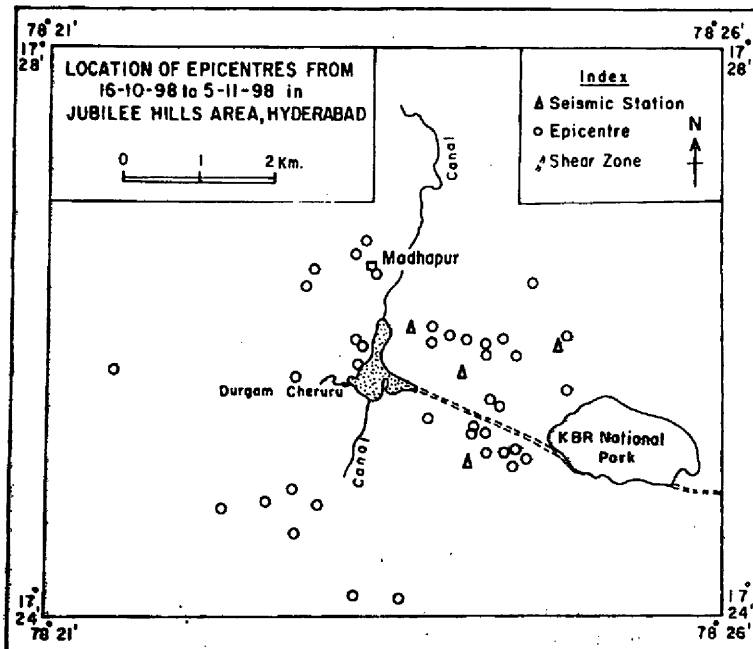 78° 21'
78° 26'
17° 28'
17° 28'
LOCATION OF EPICENTRES FROM
16-10-98 to 5-11-98 in
JUBILEE HILLS AREA, HYDERABAD
0 1 2 Km.
Index
Seismic Station
Epicentre
Shear Zone
N
Canal
Madhapur
Durgam Cheruru
KBR National
Park
Canal
17° 24'
17° 24'
78° 21'
78° 26'